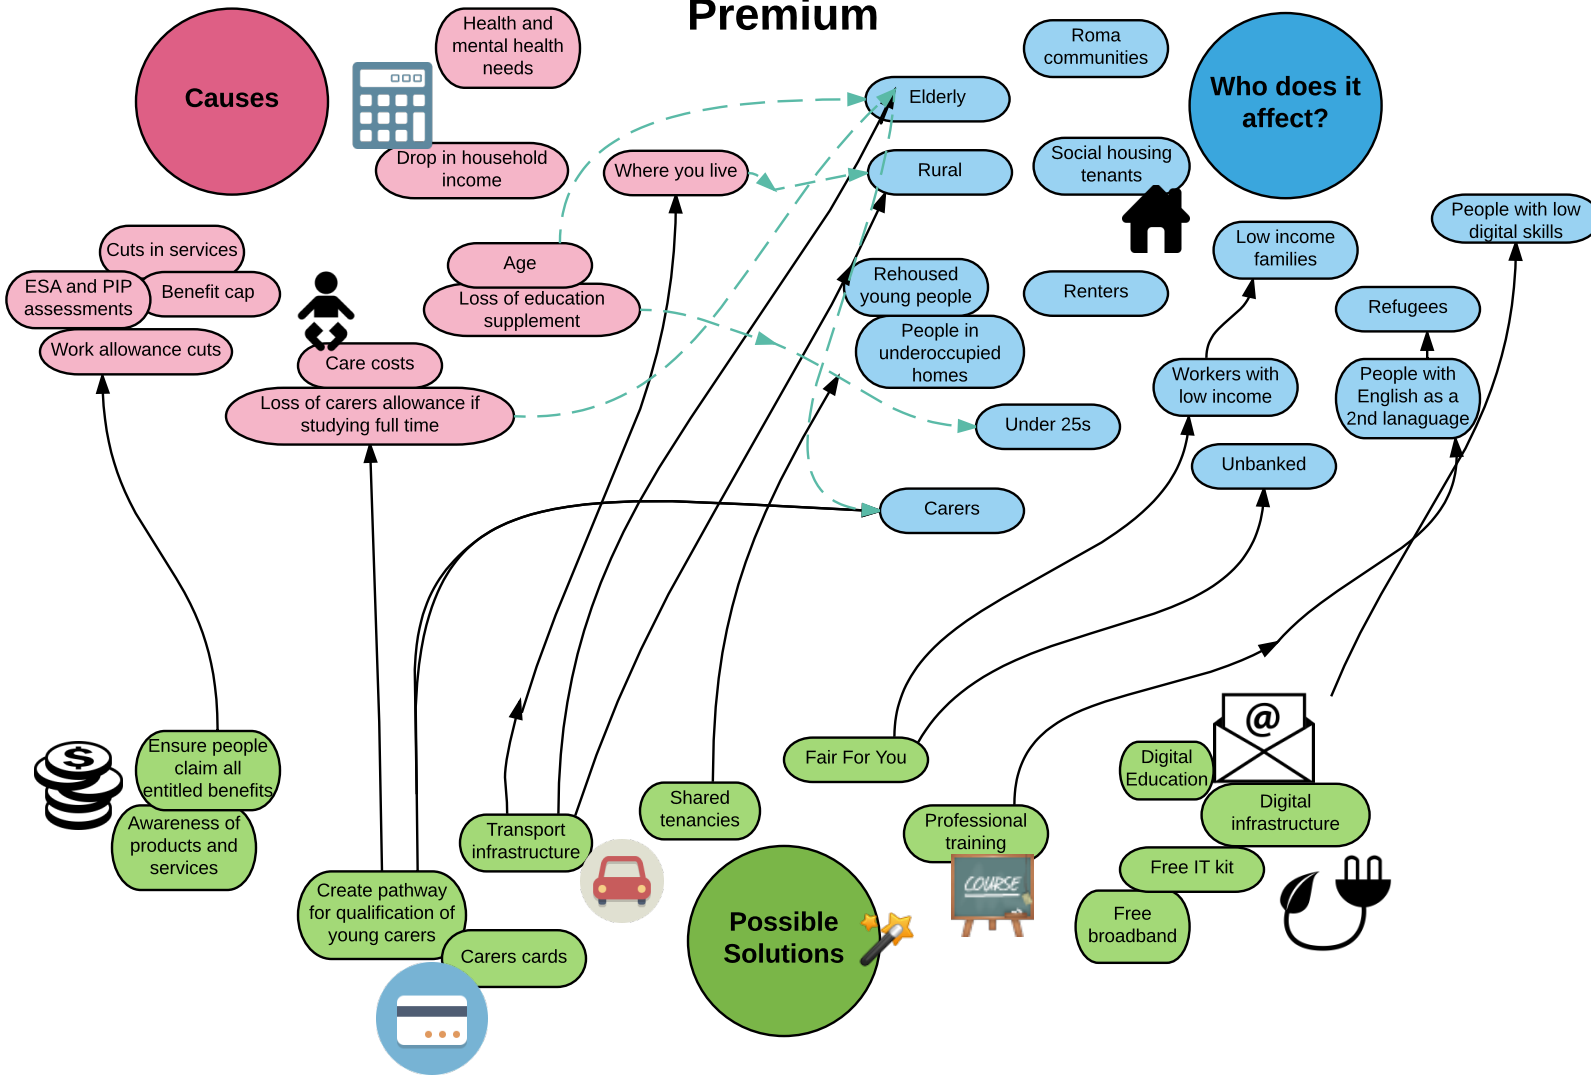 Premium
Causes
Health and
mental health
needs
Drop in household
income
Where you live
Cuts in services
ESA and PIP
assessments
Benefit cap
Work allowance cuts
Age
Loss of education
supplement
Care costs
Loss of carers allowance if
studying full time
Elderly
Rural
Rehoused
young people
People in
underoccupied
homes
Under 25s
Carers
Roma
communities
Social housing
tenants
Renters
Who does it
affect?
Low income
families
Workers with
low income
Unbanked
People with low
digital skills
Refugees
People with
English as a
2nd lanaguage
Ensure people
claim all
entitled benefits
Awareness of
products and
services
Create pathway
for qualification of
young carers
Carers cards
Transport
infrastructure
Shared
tenancies
Possible
Solutions
Fair For You
Professional
training
COURSE
Digital
Education
@
Digital
infrastructure
Free IT kit
Free
broadband
$